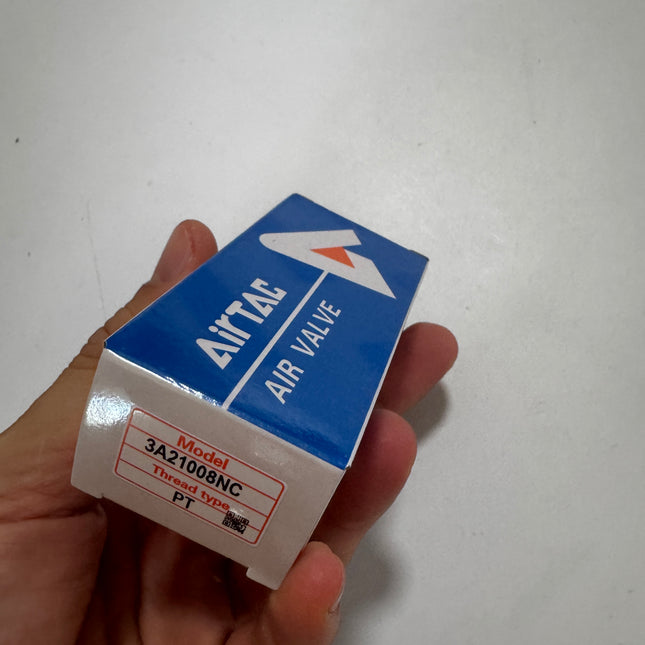 AirTAC
AIR VALVE
Model
3A21008NC
Thread type
PT